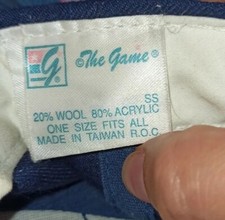 G ©The Game®
SS
20% WOOL 80% ACRYLIC
ONE SIZE FITS ALL
MADE IN TAIWAN R.O.C